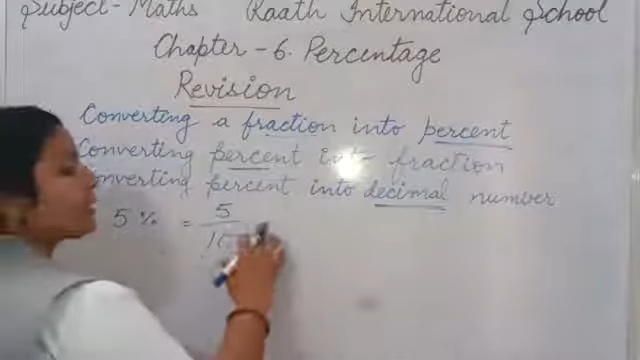 Subject - Maths Raath International School
Chapter - 6. Percentage
Revision
Converting a fraction into percent
Converting percent into fraction
Converting percent into decimal number
5 % = 5